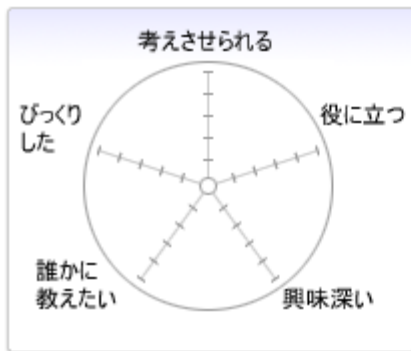 考えさせられる
びっくり
した
役に立つ
誰かに
教えたい
興味深い